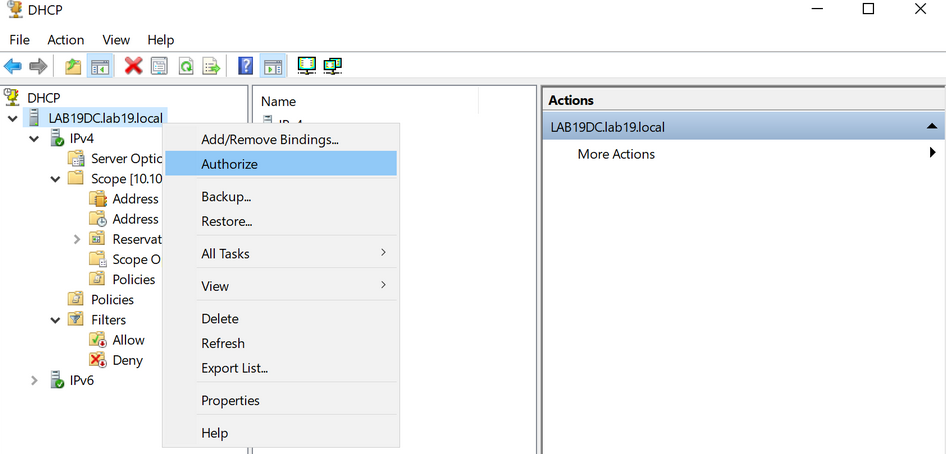 DHCP
File Action View Help
DHCP
LAB19DC.lab19.local
IPv4
Server Optic
Scope [10.10
Address
Address
Reservat
Scope O
Policies
Policies
Filters
Allow
Deny
IPv6
Name
Add/Remove Bindings...
Authorize
Backup...
Restore...
All Tasks
View
Delete
Refresh
Export List...
Properties
Help
Actions
LAB19DC.lab19.local
More Actions